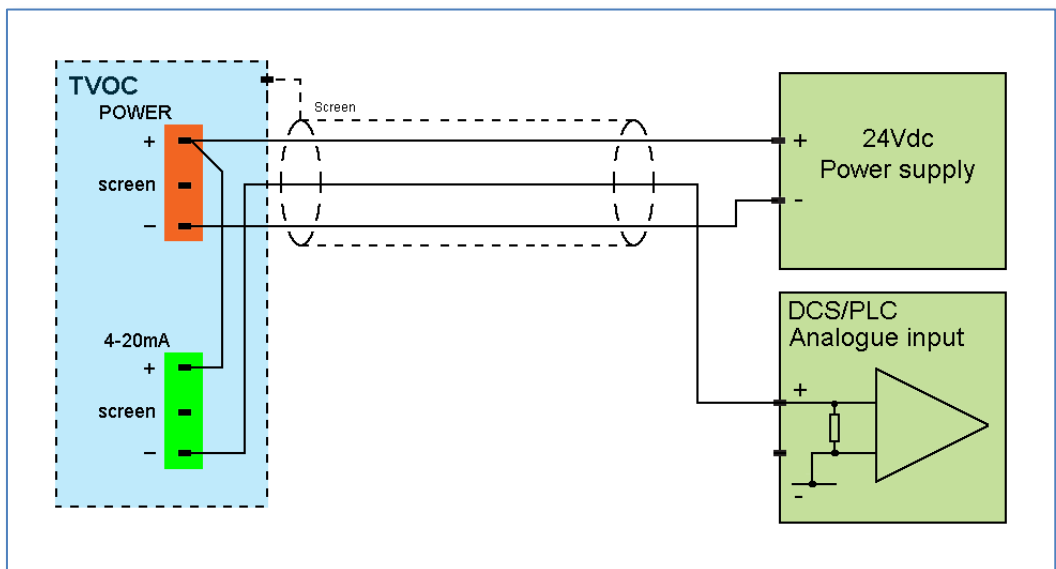 TVOC
POWER
+
screen
−
4-20mA
+
screen
−
Screen
24Vdc
Power supply
+
-
DCS/PLC
Analogue input
+
-